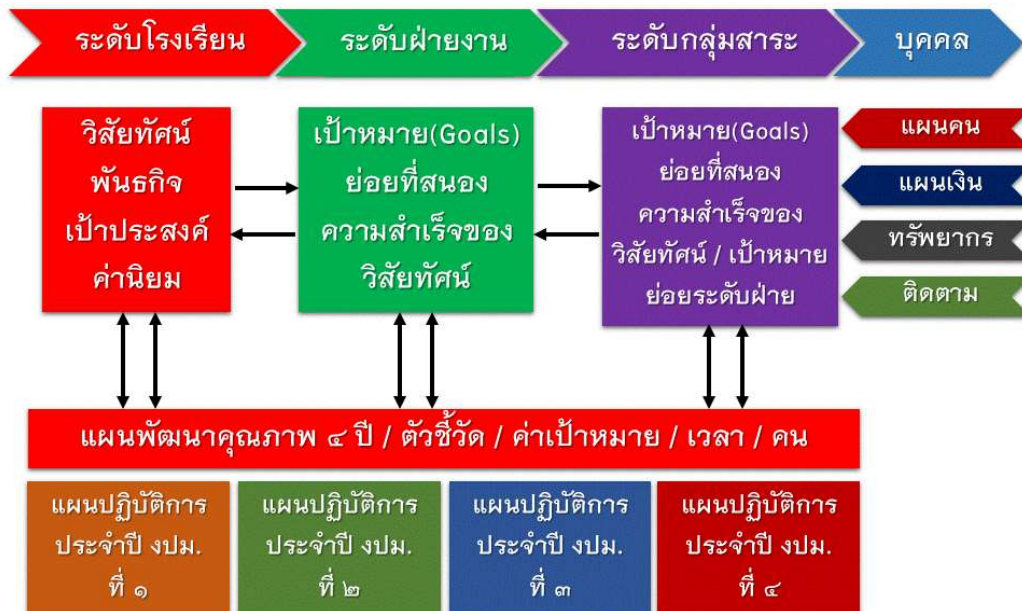 ระดับโรงเรียน
ระดับฝ่ายงาน
ระดับกลุ่มสาระ
บุคคล
วิสัยทัศน์
พันธกิจ
เป้าประสงค์
ค่านิยม
เป้าหมาย(Goals)
ย่อยที่สนอง
ความสำเร็จของ
วิสัยทัศน์
เป้าหมาย(Goals)
ย่อยที่สนอง
ความสำเร็จของ
วิสัยทัศน์ / เป้าหมาย
ย่อยระดับฝ่าย
แผนคน
แผนเงิน
ทรัพยากร
ติดตาม
แผนพัฒนาคุณภาพ ๔ ปี / ตัวชี้วัด / ค่าเป้าหมาย / เวลา / คน
แผนปฏิบัติการ
ประจำปี งปม.
ที่ ๑
แผนปฏิบัติการ
ประจำปี งปม.
ที่ ๒
แผนปฏิบัติการ
ประจำปี งปม.
ที่ ๓
แผนปฏิบัติการ
ประจำปี งปม.
ที่ ๔